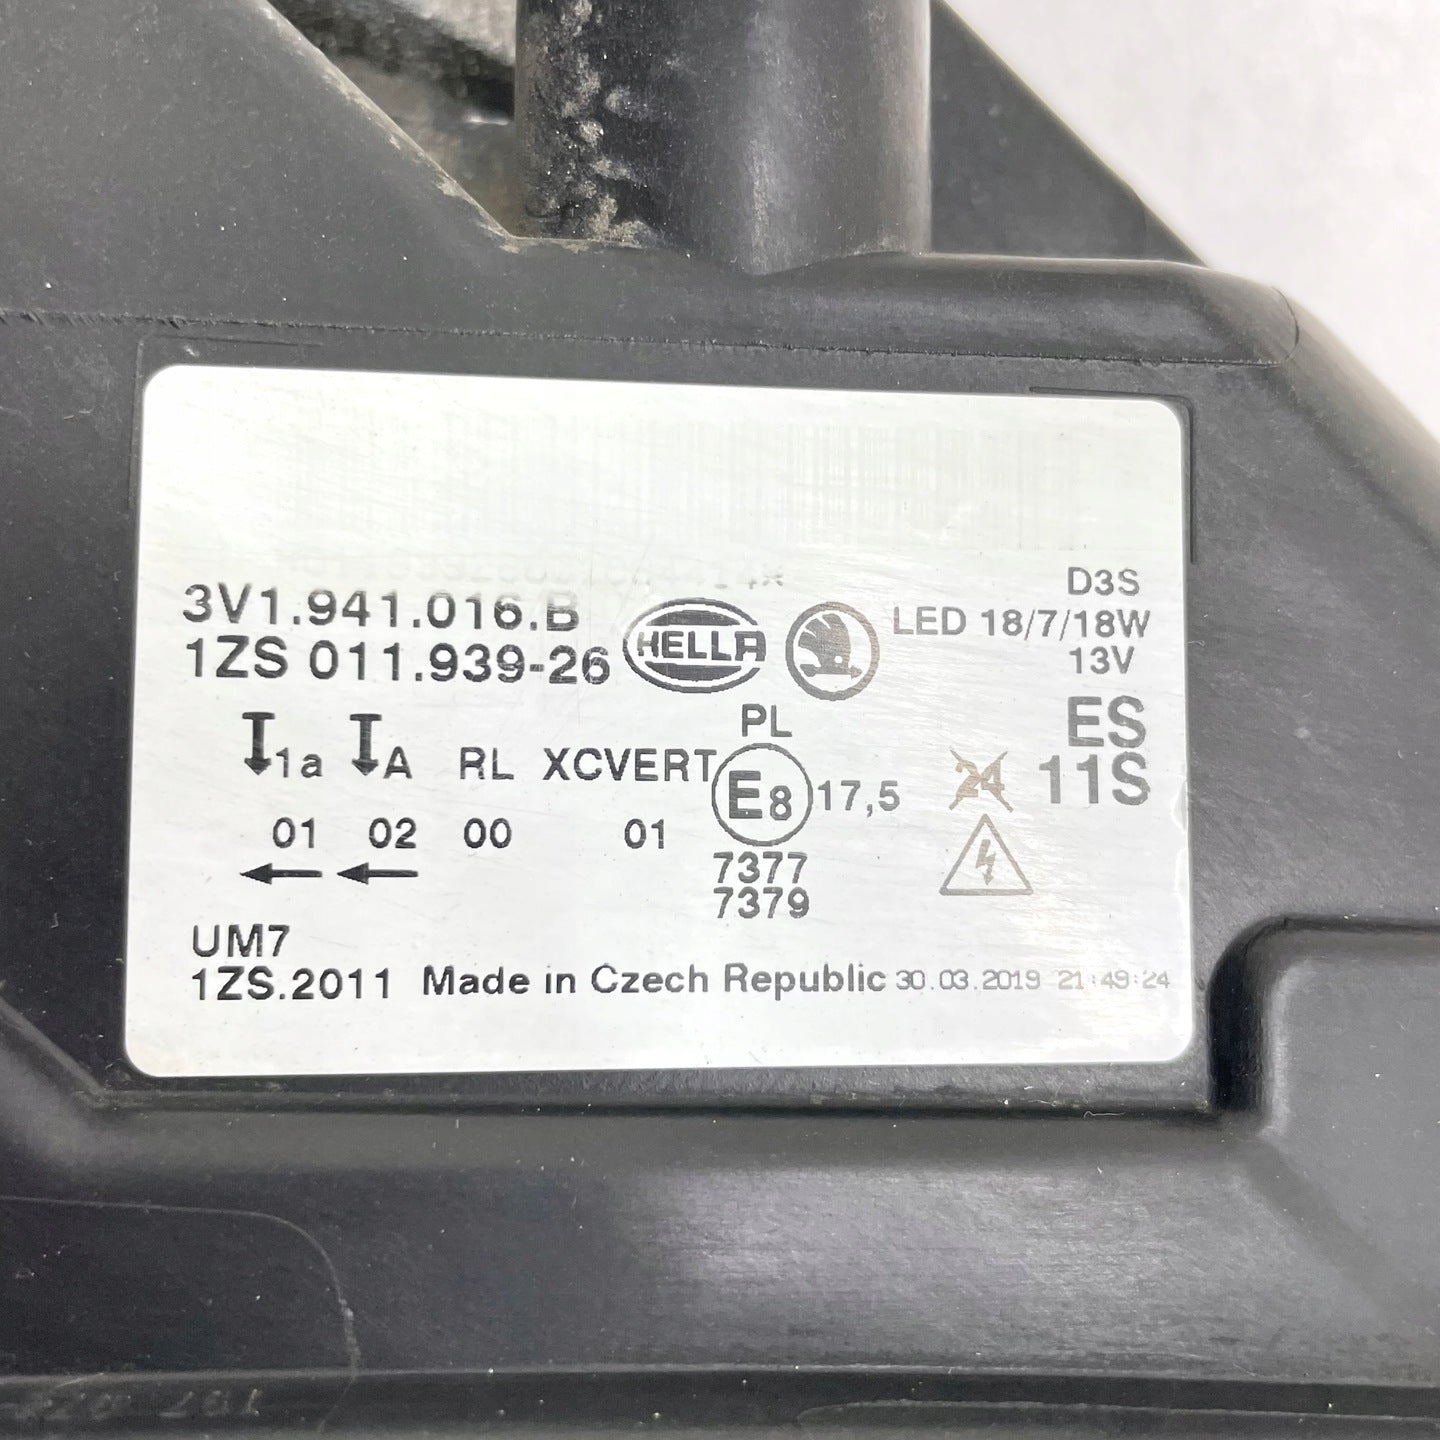 3V1.941.016.B
1ZS 011.939-26
HELLA
D3S
LED 18/7/18W
13V
PL
ES
11S
1a A RL XCVERT E8 17,5 24
01 02 00 01
7377
7379
UM7
1ZS.2011 Made in Czech Republic 30.03.2019 21:49:24